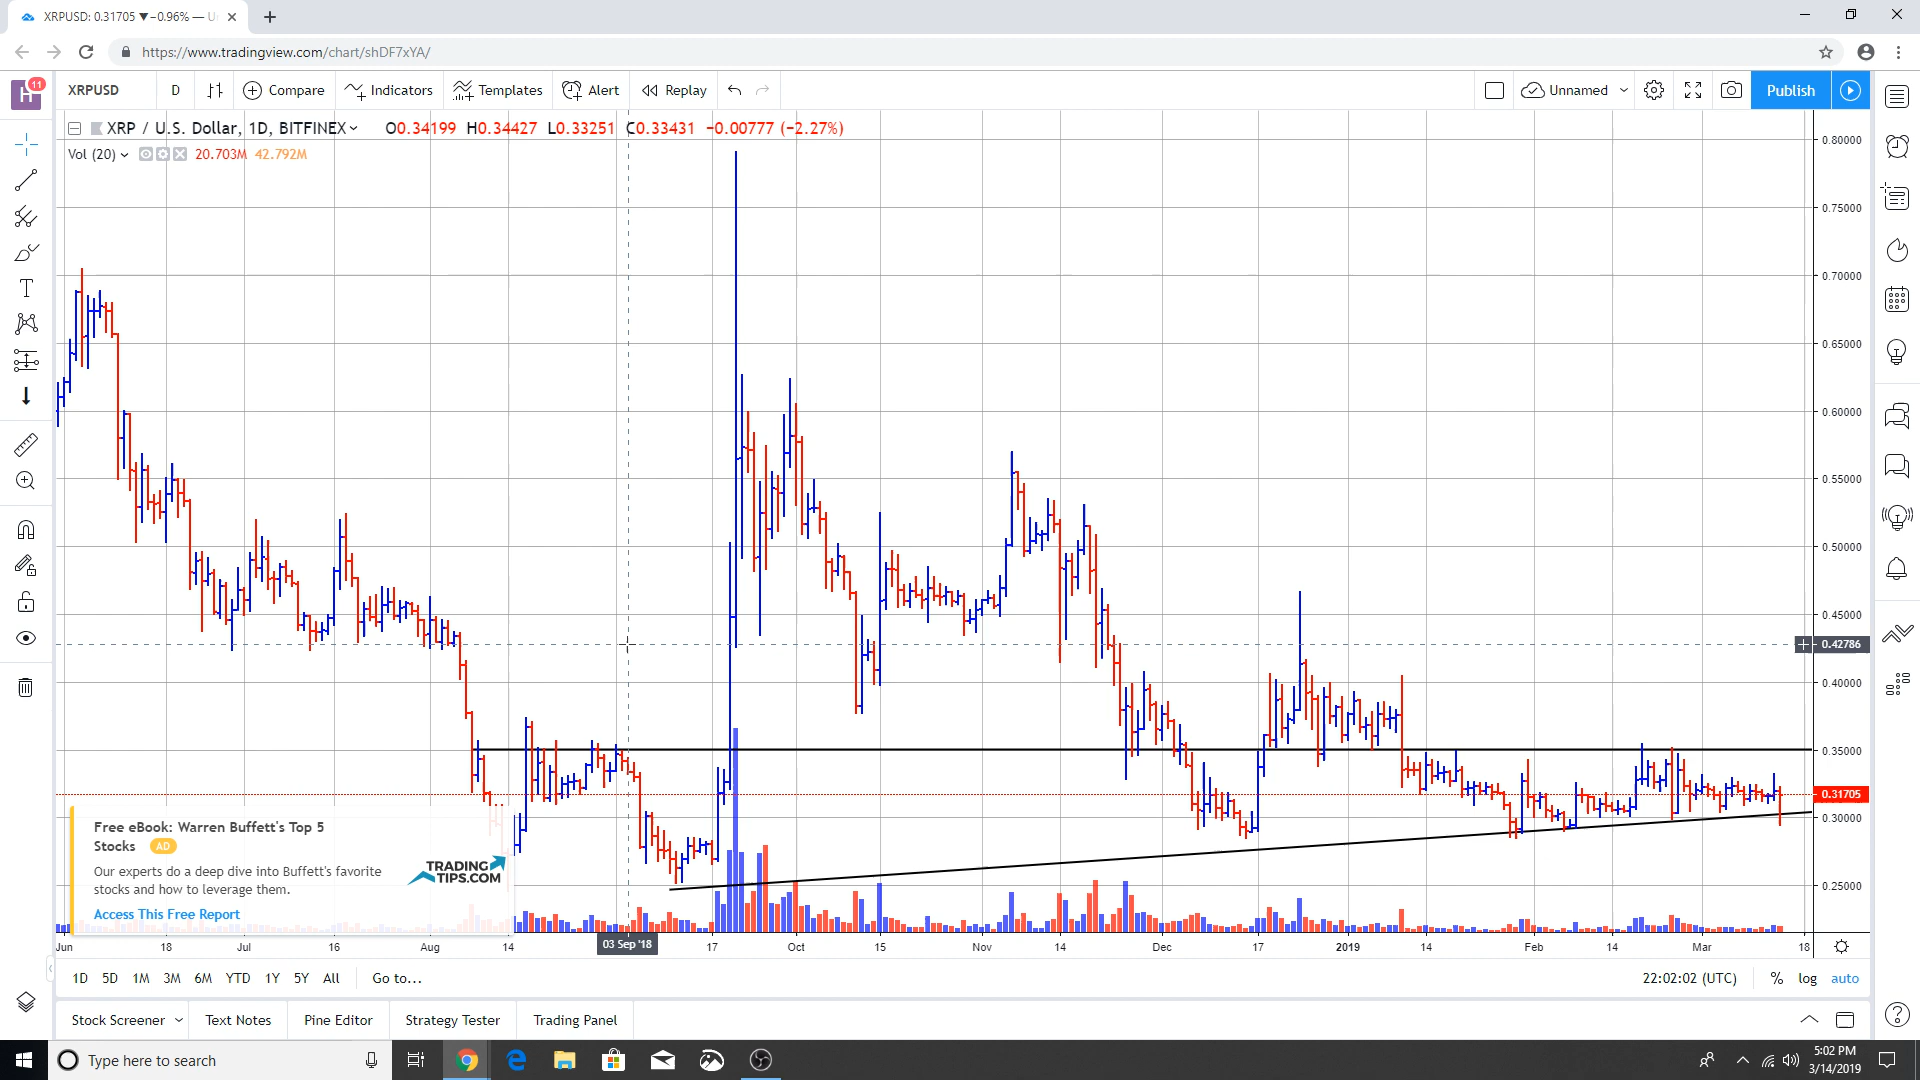 XRPUSD: 0.31705 ▼−0.96% — U
https://www.tradingview.com/chart/shDF7xYA/
H 11
XRPUSD D Compare Indicators Templates Alert Replay Unnamed Publish
XRP / U.S. Dollar, 1D, BITFINEX O0.34199 H0.34427 L0.33251 C0.33431 −0.00777 (−2.27%)
Vol (20) 20.703M 42.792M
0.80000
0.75000
0.70000
0.65000
0.60000
0.55000
0.50000
0.45000
0.42786
0.40000
0.35000
0.31705
0.30000
0.25000
Free eBook: Warren Buffett's Top 5
Stocks AD
Our experts do a deep dive into Buffett's favorite
stocks and how to leverage them.
Access This Free Report
TRADING
TIPS.COM
Jun 18 Jul 16 Aug 14 03 Sep '18 17 Oct 15 Nov 14 Dec 17 2019 14 Feb 14 Mar 18
1D 5D 1M 3M 6M YTD 1Y 5Y All Go to... 22:02:02 (UTC) % log auto
Stock Screener Text Notes Pine Editor Strategy Tester Trading Panel
Type here to search
5:02 PM
3/14/2019